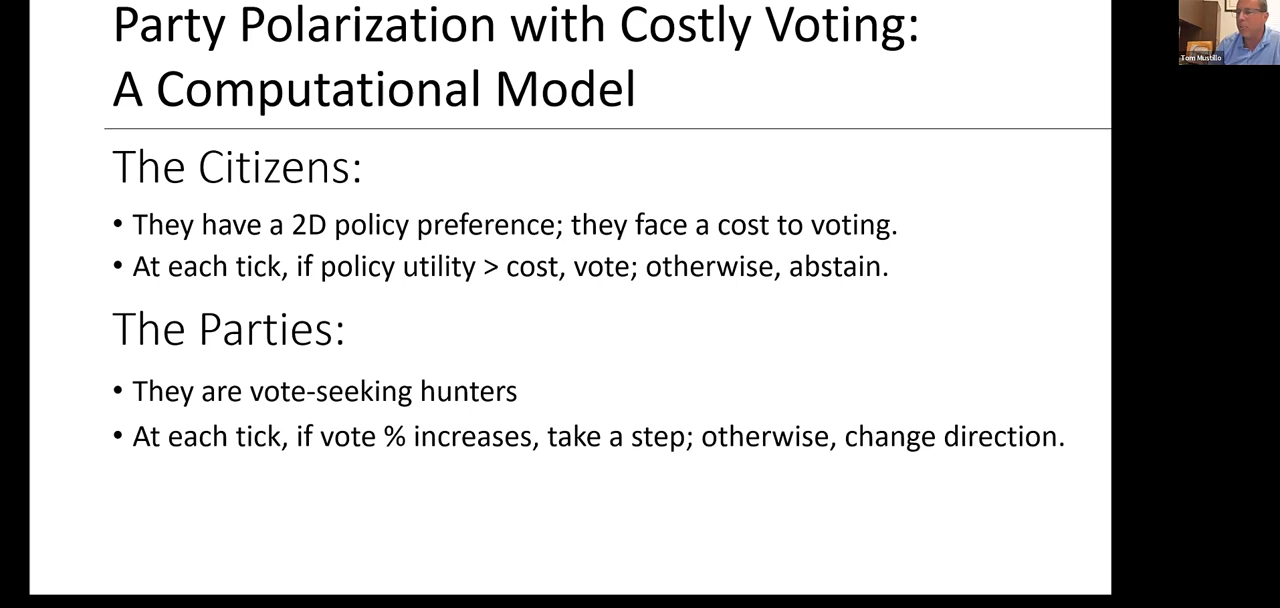 Party Polarization with Costly Voting:
A Computational Model
The Citizens:
• They have a 2D policy preference; they face a cost to voting.
• At each tick, if policy utility > cost, vote; otherwise, abstain.
The Parties:
• They are vote-seeking hunters
• At each tick, if vote % increases, take a step; otherwise, change direction.
Tom Mustillo